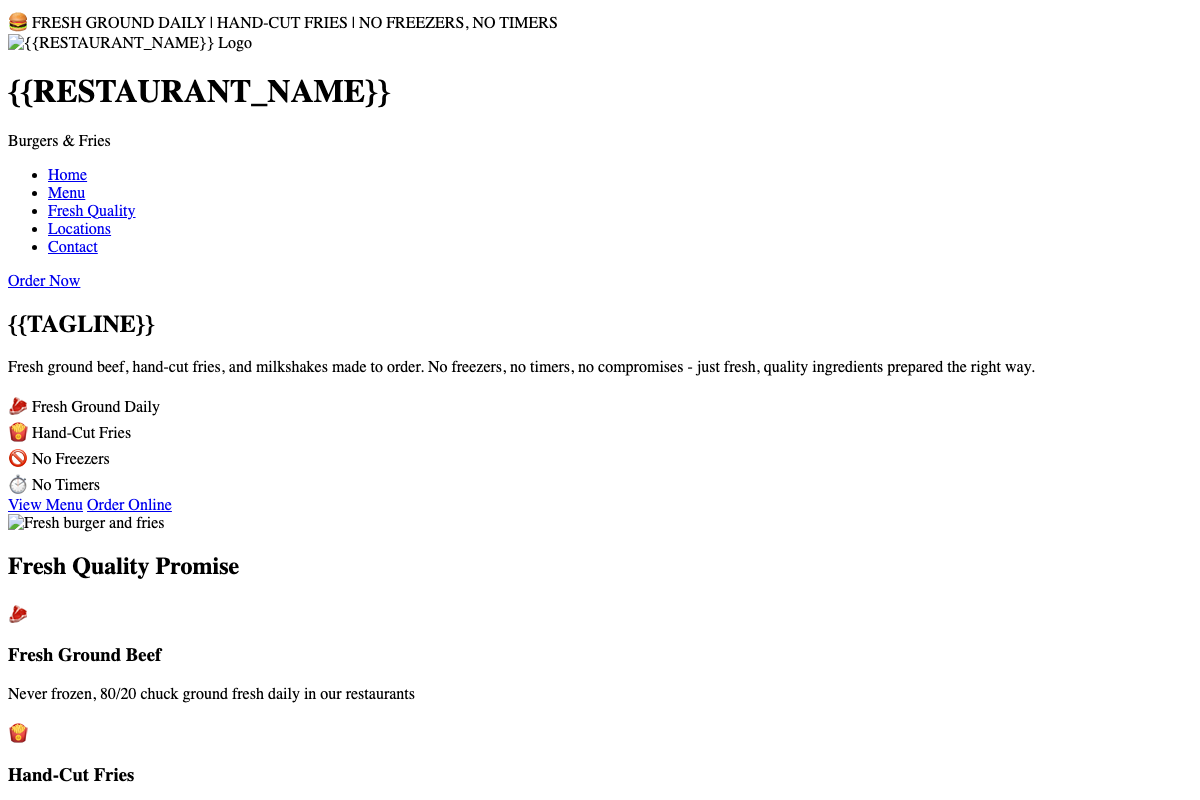 🍔 FRESH GROUND DAILY | HAND-CUT FRIES | NO FREEZERS, NO TIMERS
{{RESTAURANT_NAME}} Logo
{{RESTAURANT_NAME}}
Burgers & Fries
• Home
• Menu
• Fresh Quality
• Locations
• Contact
Order Now
{{TAGLINE}}
Fresh ground beef, hand-cut fries, and milkshakes made to order. No freezers, no timers, no compromises - just fresh, quality ingredients prepared the right way.
🥩 Fresh Ground Daily
🍟 Hand-Cut Fries
🚫 No Freezers
⏱️ No Timers
View Menu Order Online
Fresh burger and fries
Fresh Quality Promise
🥩
Fresh Ground Beef
Never frozen, 80/20 chuck ground fresh daily in our restaurants
🍟
Hand-Cut Fries